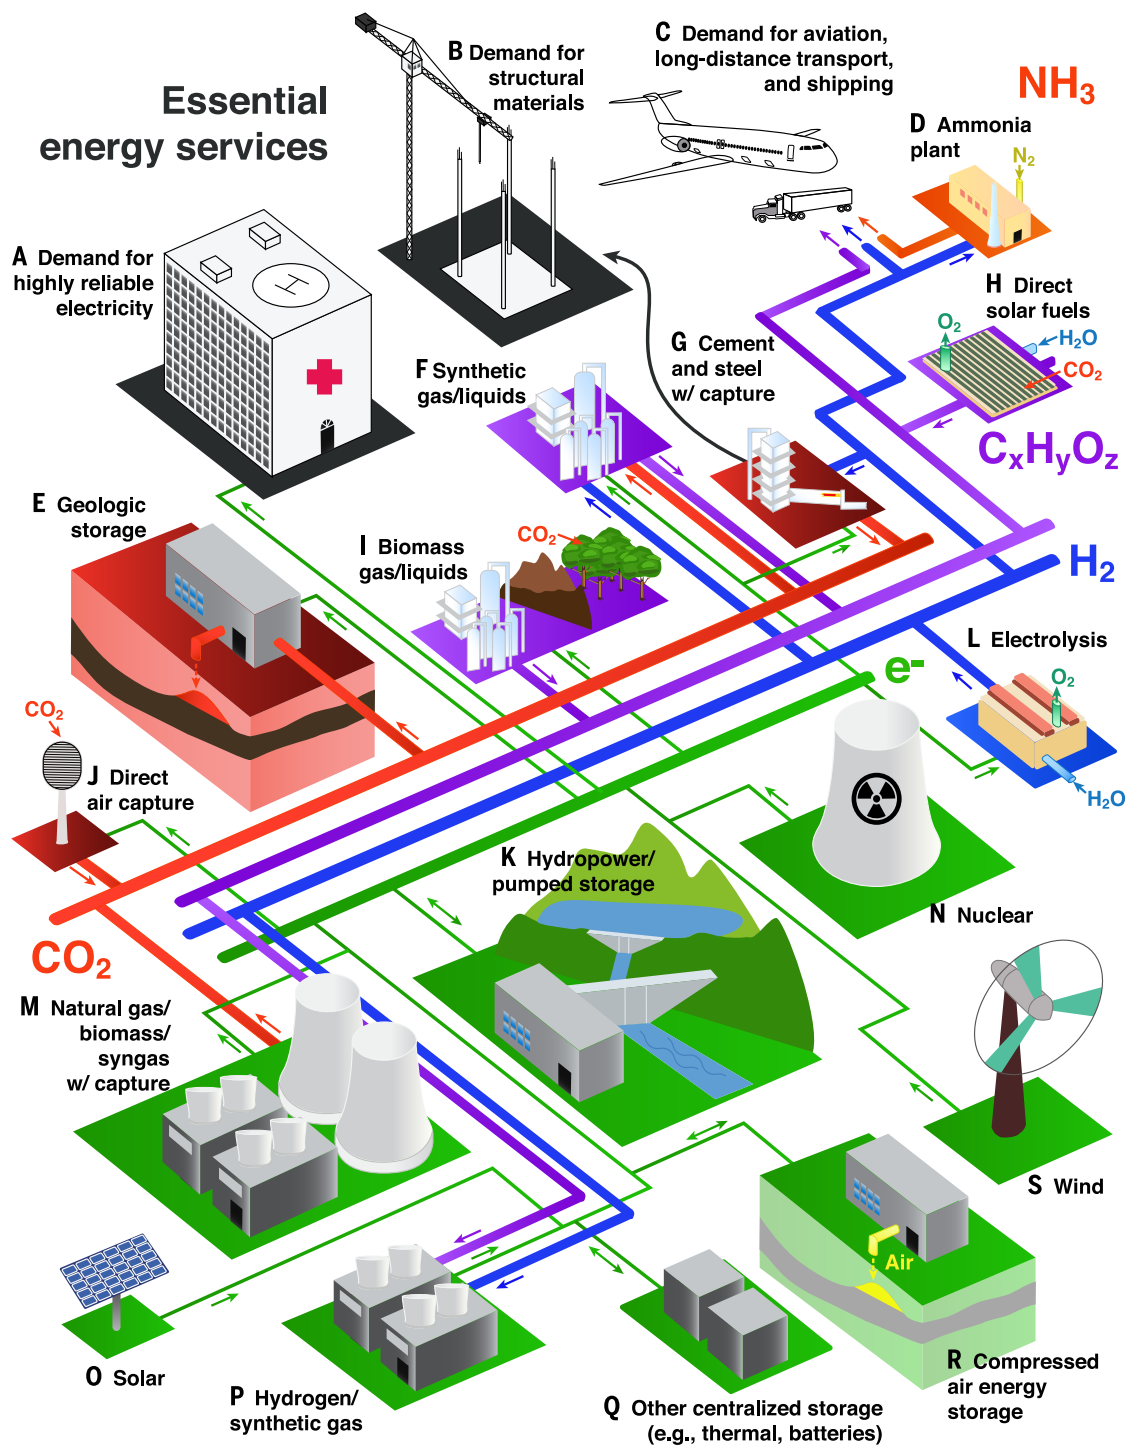 Essential
energy services
B Demand for
structural
materials
C Demand for aviation,
long-distance transport,
and shipping
NH3
D Ammonia
plant
N2
A Demand for
highly reliable
electricity
H
H Direct
solar fuels
O2
H2O
CO2
G Cement
and steel
w/ capture
F Synthetic
gas/liquids
CxHyOz
E Geologic
storage
I Biomass
gas/liquids
CO2
H2
L Electrolysis
O2
H2O
e-
CO2
J Direct
air capture
K Hydropower/
pumped storage
N Nuclear
CO2
M Natural gas/
biomass/
syngas
w/ capture
S Wind
Air
O Solar
P Hydrogen/
synthetic gas
Q Other centralized storage
(e.g., thermal, batteries)
R Compressed
air energy
storage